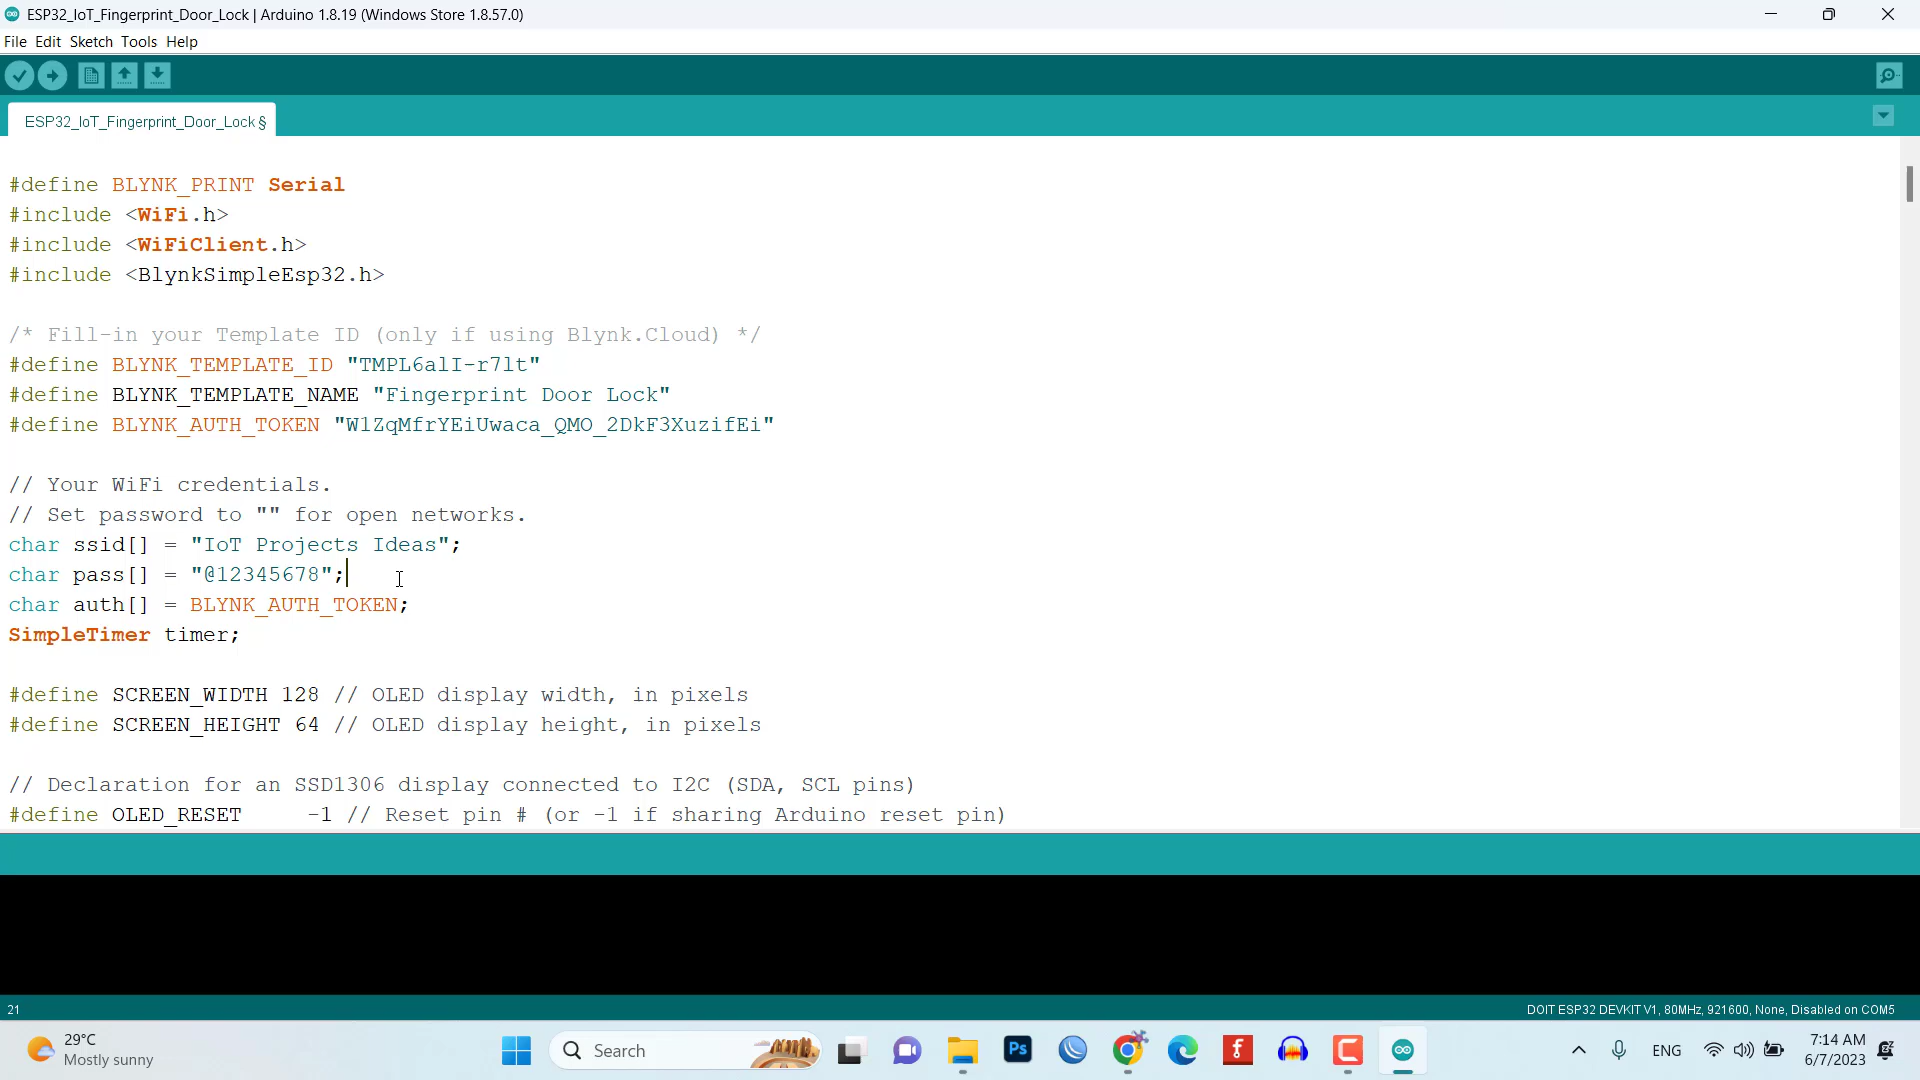 ESP32_IoT_Fingerprint_Door_Lock | Arduino 1.8.19 (Windows Store 1.8.57.0)
File Edit Sketch Tools Help
ESP32_IoT_Fingerprint_Door_Lock §
#define BLYNK_PRINT Serial
#include <WiFi.h>
#include <WiFiClient.h>
#include <BlynkSimpleEsp32.h>
/* Fill-in your Template ID (only if using Blynk.Cloud) */
#define BLYNK_TEMPLATE_ID "TMPL6alI-r7lt"
#define BLYNK_TEMPLATE_NAME "Fingerprint Door Lock"
#define BLYNK_AUTH_TOKEN "W1ZqMfrYEiUwaca_QMO_2DkF3XuzifEi"
// Your WiFi credentials.
// Set password to "" for open networks.
char ssid[] = "IoT Projects Ideas";
char pass[] = "@12345678";
char auth[] = BLYNK_AUTH_TOKEN;
SimpleTimer timer;
#define SCREEN_WIDTH 128 // OLED display width, in pixels
#define SCREEN_HEIGHT 64 // OLED display height, in pixels
// Declaration for an SSD1306 display connected to I2C (SDA, SCL pins)
#define OLED_RESET     -1 // Reset pin # (or -1 if sharing Arduino reset pin)
21
DOIT ESP32 DEVKIT V1, 80MHz, 921600, None, Disabled on COM5
29°C
Mostly sunny
Search
Ps
ENG
7:14 AM
6/7/2023